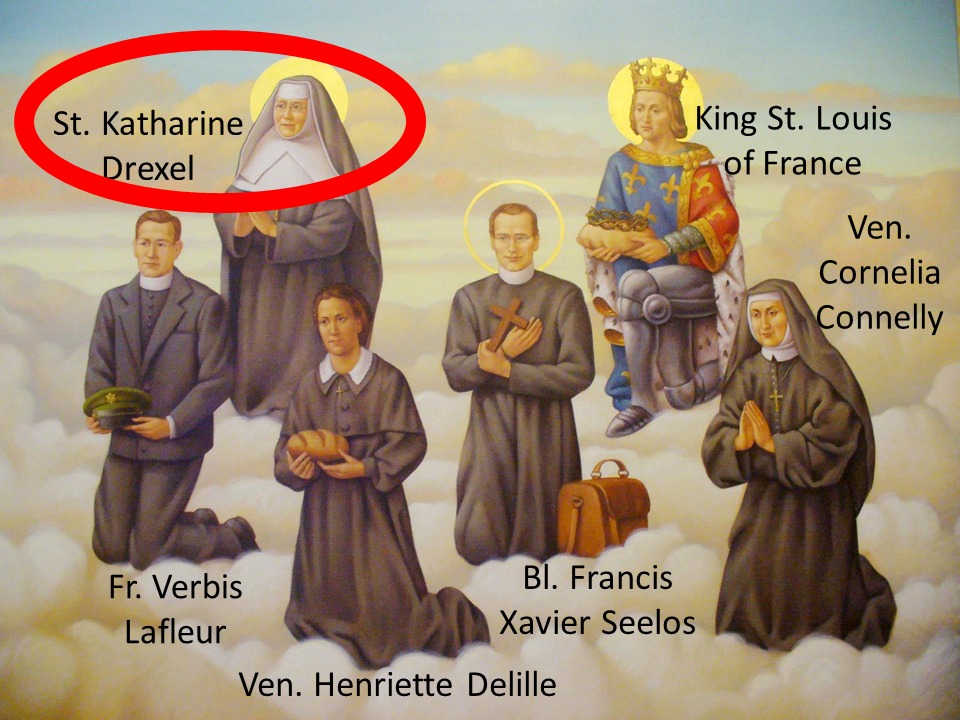 St. Katharine
Drexel
King St. Louis
of France
Ven.
Cornelia
Connelly
Fr. Verbis
Lafleur
Bl. Francis
Xavier Seelos
Ven. Henriette Delille